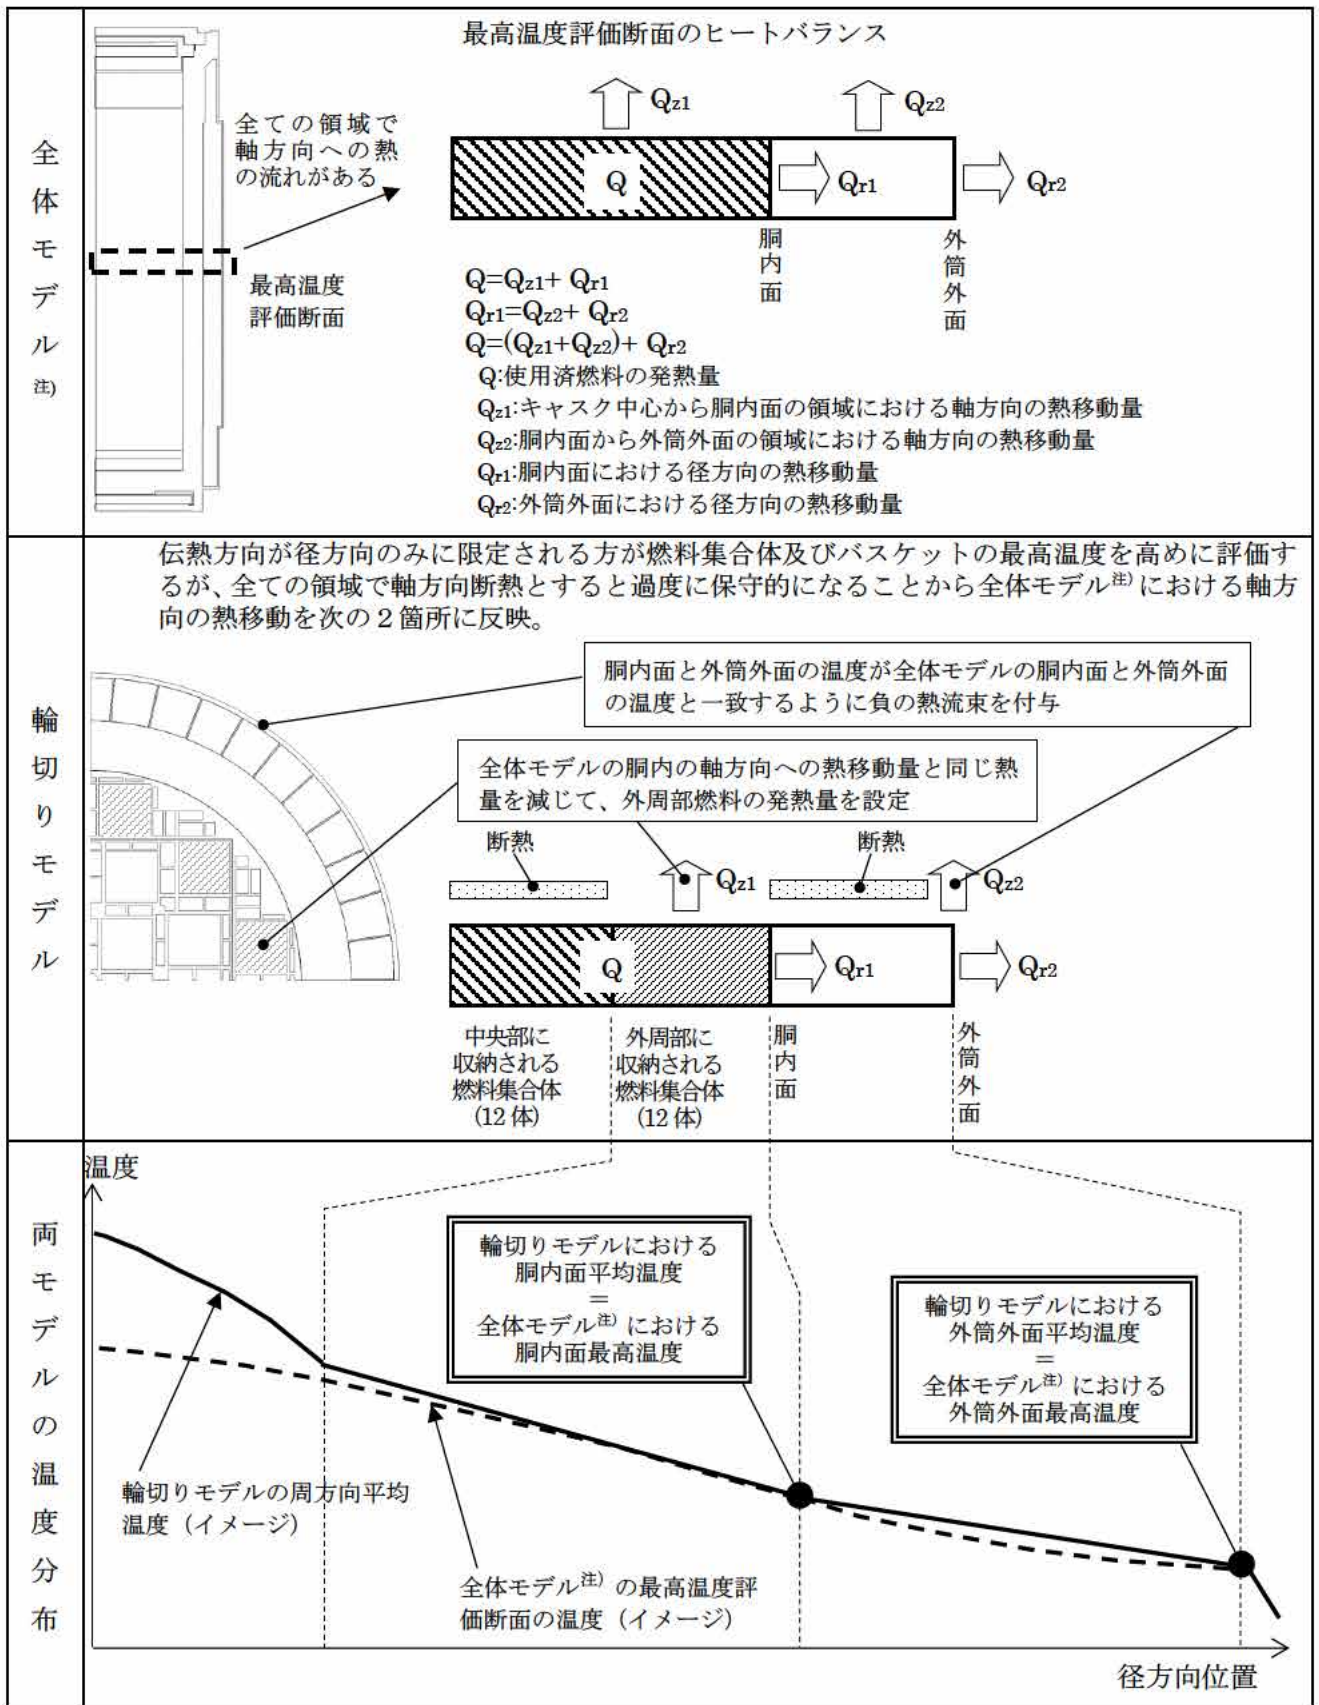 全体モデル注)
最高温度評価断面のヒートバランス
全ての領域で
軸方向への熱
の流れがある
最高温度
評価断面
Qz1
Qz2
Q
Qr1
Qr2
胴内面
外筒外面
Q=Qz1+ Qr1
Qr1=Qz2+ Qr2
Q=(Qz1+Qz2)+ Qr2
Q:使用済燃料の発熱量
Qz1:キャスク中心から胴内面の領域における軸方向の熱移動量
Qz2:胴内面から外筒外面の領域における軸方向の熱移動量
Qr1:胴内面における径方向の熱移動量
Qr2:外筒外面における径方向の熱移動量
輪切りモデル
伝熱方向が径方向のみに限定される方が燃料集合体及びバスケットの最高温度を高めに評価す
るが、全ての領域で軸方向断熱とすると過度に保守的になることから全体モデル注)における軸方
向の熱移動を次の2箇所に反映。
胴内面と外筒外面の温度が全体モデルの胴内面と外筒外面
の温度と一致するように負の熱流束を付与
全体モデルの胴内の軸方向への熱移動量と同じ熱
量を減じて、外周部燃料の発熱量を設定
断熱
断熱
Qz1
Qz2
Q
Qr1
Qr2
中央部に
収納される
燃料集合体
(12体)
外周部に
収納される
燃料集合体
(12体)
胴内面
外筒外面
両モデルの温度分布
温度
輪切りモデルにおける
胴内面平均温度
=
全体モデル注)における
胴内面最高温度
輪切りモデルにおける
外筒外面平均温度
=
全体モデル注)における
外筒外面最高温度
輪切りモデルの周方向平均
温度(イメージ)
全体モデル注)の最高温度評
価断面の温度(イメージ)
径方向位置